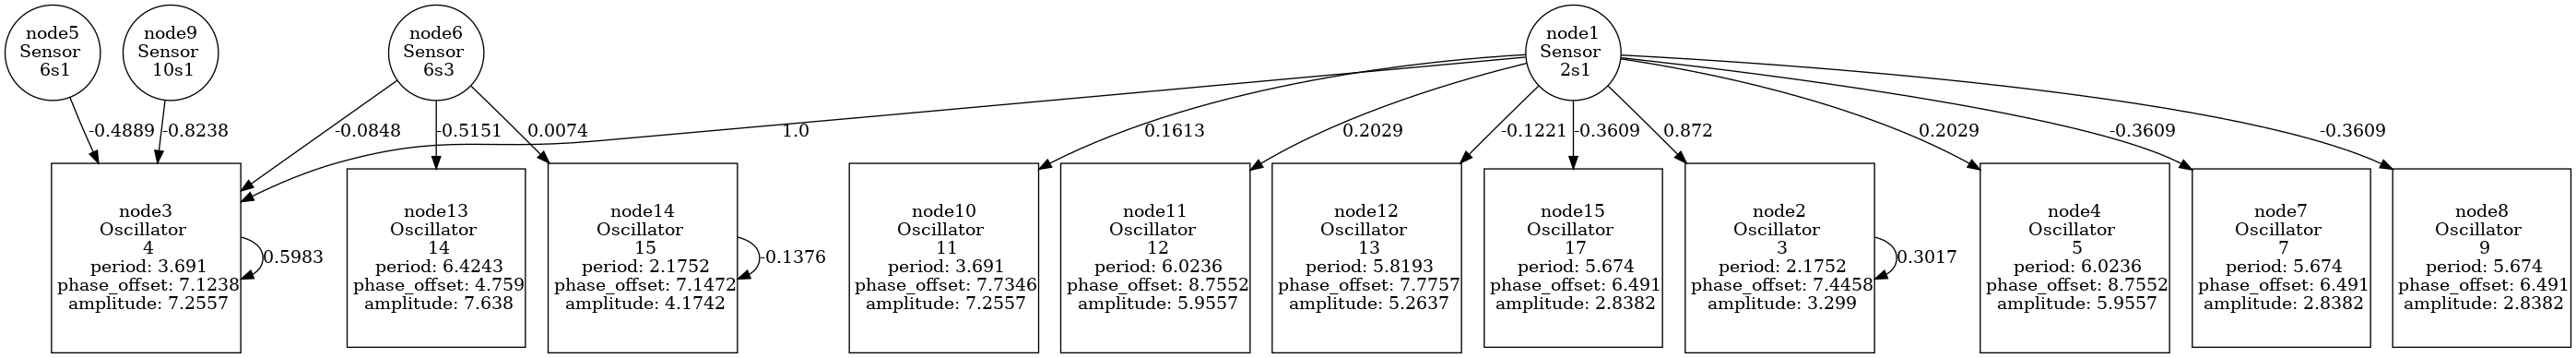 node5
Sensor
6s1
node9
Sensor
10s1
node6
Sensor
6s3
node1
Sensor
2s1
-0.4889
-0.8238
-0.0848
-0.5151
0.0074
1.0
0.1613
0.2029
-0.1221
-0.3609
0.872
0.2029
-0.3609
-0.3609
node3
Oscillator
4
period: 3.691
phase_offset: 7.1238
amplitude: 7.2557
0.5983
node13
Oscillator
14
period: 6.4243
phase_offset: 4.759
amplitude: 7.638
node14
Oscillator
15
period: 2.1752
phase_offset: 7.1472
amplitude: 4.1742
-0.1376
node10
Oscillator
11
period: 3.691
phase_offset: 7.7346
amplitude: 7.2557
node11
Oscillator
12
period: 6.0236
phase_offset: 8.7552
amplitude: 5.9557
node12
Oscillator
13
period: 5.8193
phase_offset: 7.7757
amplitude: 5.2637
node15
Oscillator
17
period: 5.674
phase_offset: 6.491
amplitude: 2.8382
node2
Oscillator
3
period: 2.1752
phase_offset: 7.4458
amplitude: 3.299
0.3017
node4
Oscillator
5
period: 6.0236
phase_offset: 8.7552
amplitude: 5.9557
node7
Oscillator
7
period: 5.674
phase_offset: 6.491
amplitude: 2.8382
node8
Oscillator
9
period: 5.674
phase_offset: 6.491
amplitude: 2.8382